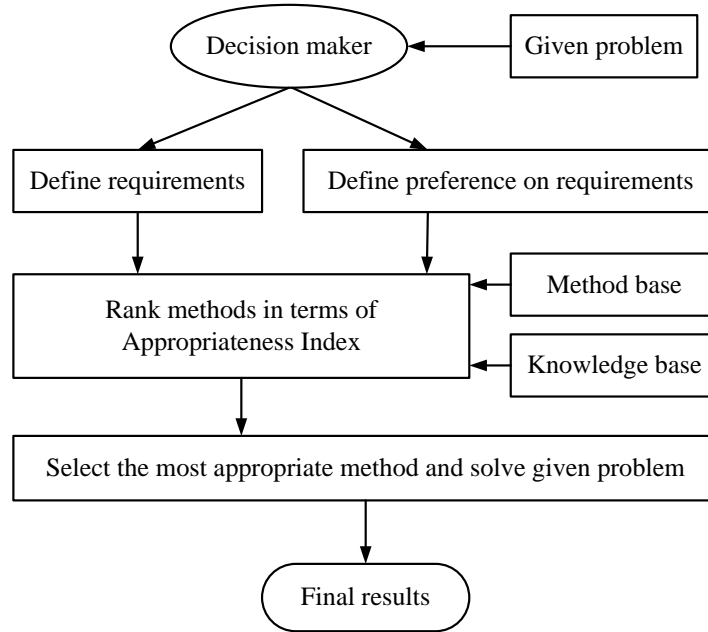 Decision maker
Given problem
Define requirements
Define preference on requirements
Rank methods in terms of
Appropriateness Index
Method base
Knowledge base
Select the most appropriate method and solve given problem
Final results